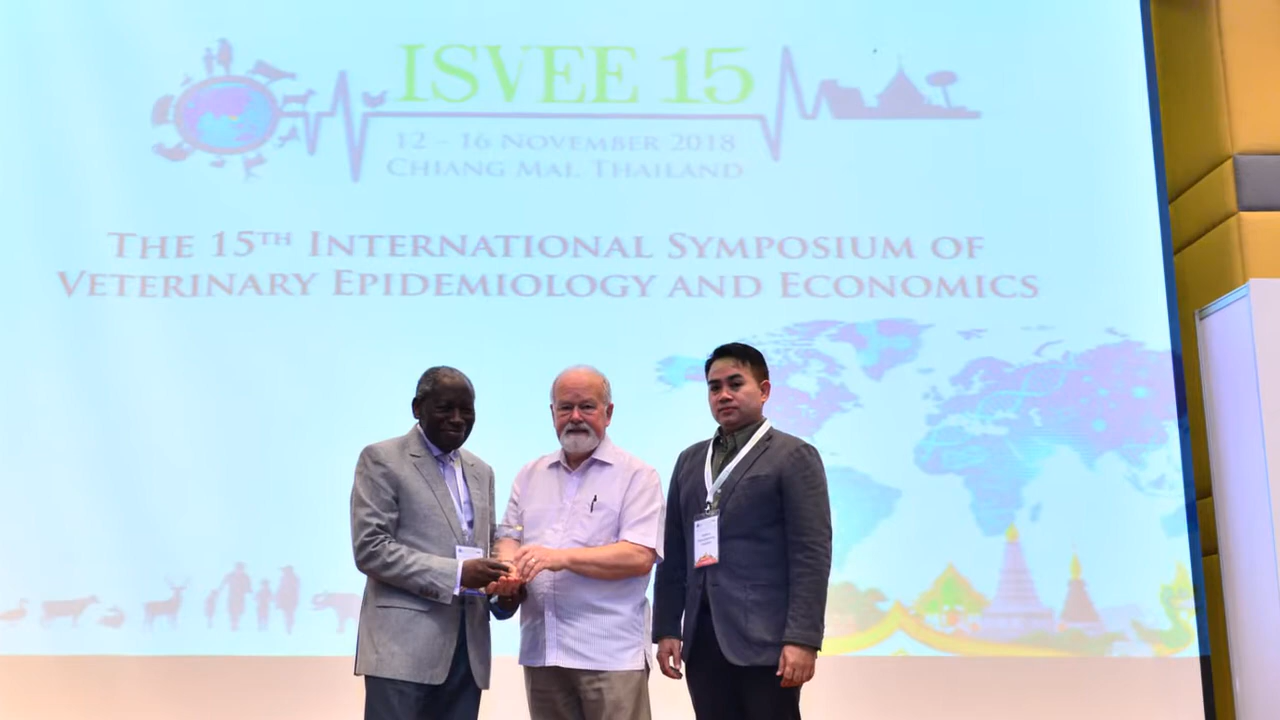 ISVEE 15
12 - 16 NOVEMBER 2018
CHIANG MAI, THAILAND
THE 15TH INTERNATIONAL SYMPOSIUM OF
VETERINARY EPIDEMIOLOGY AND ECONOMICS